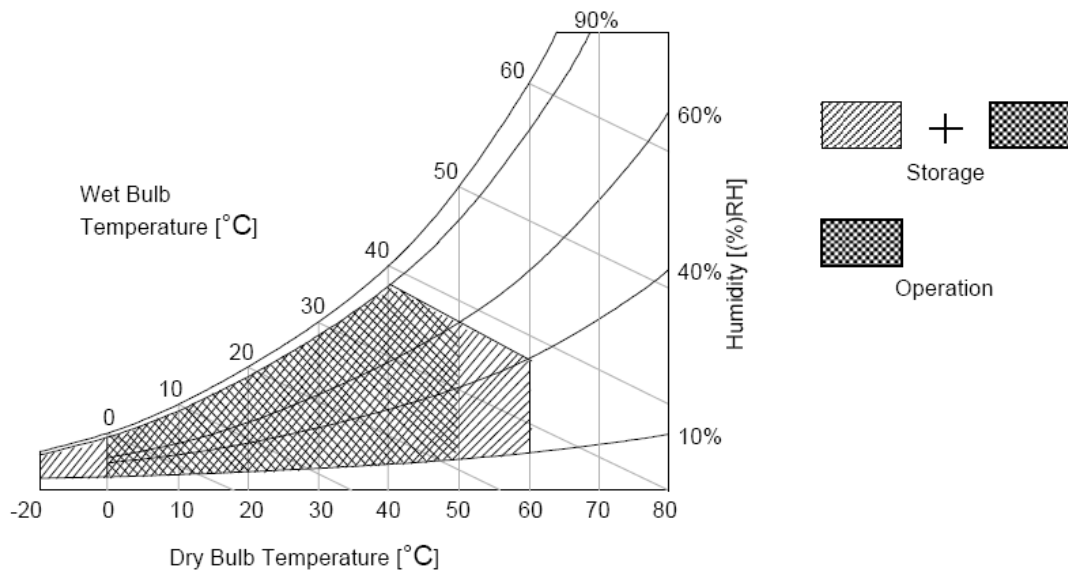 90%
60
60%
50
Wet Bulb
Temperature [°C]
40
40%
30
20
10
0
10%
Humidity [(%)RH]
-20 0 10 20 30 40 50 60 70 80
Dry Bulb Temperature [°C]
+
Storage
Operation